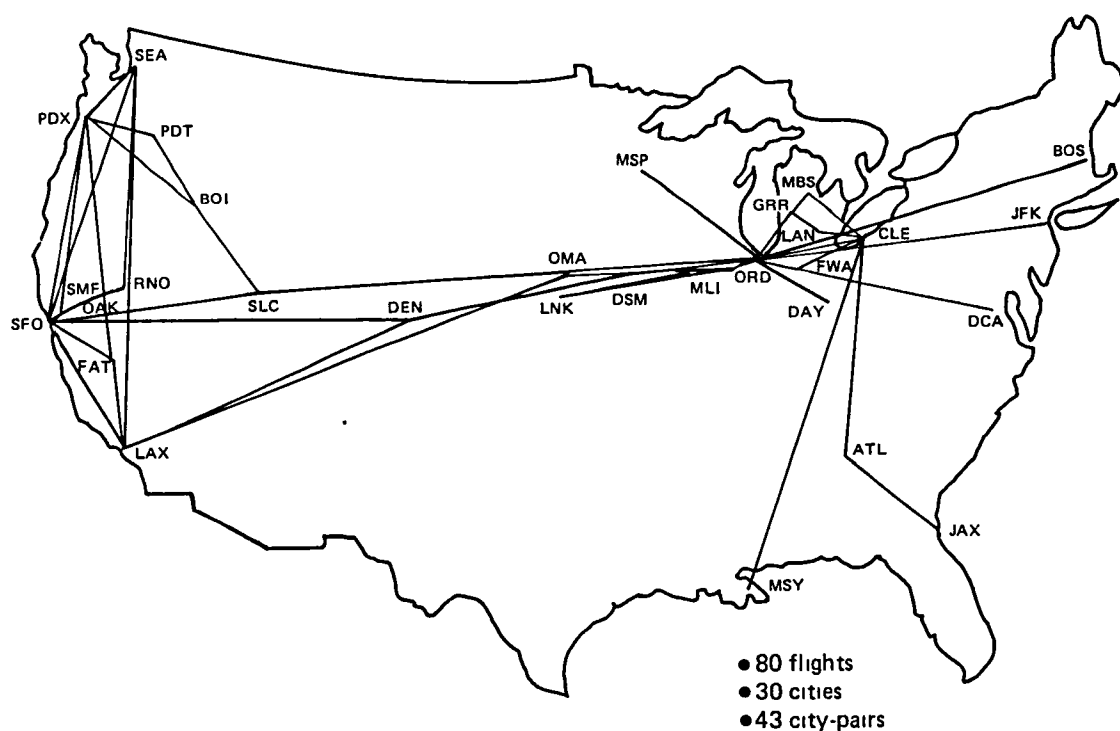 SEA
PDX
PDT
BOI
MSP
MBS
BOS
GRR
LAN
CLE
JFK
SMF
RNO
OAK
SFO
SLC
DEN
OMA
LNK
DSM
MLI
ORD
FWA
DAY
DCA
FAT
LAX
ATL
JAX
MSY
● 80 flights
● 30 cities
● 43 city-pairs